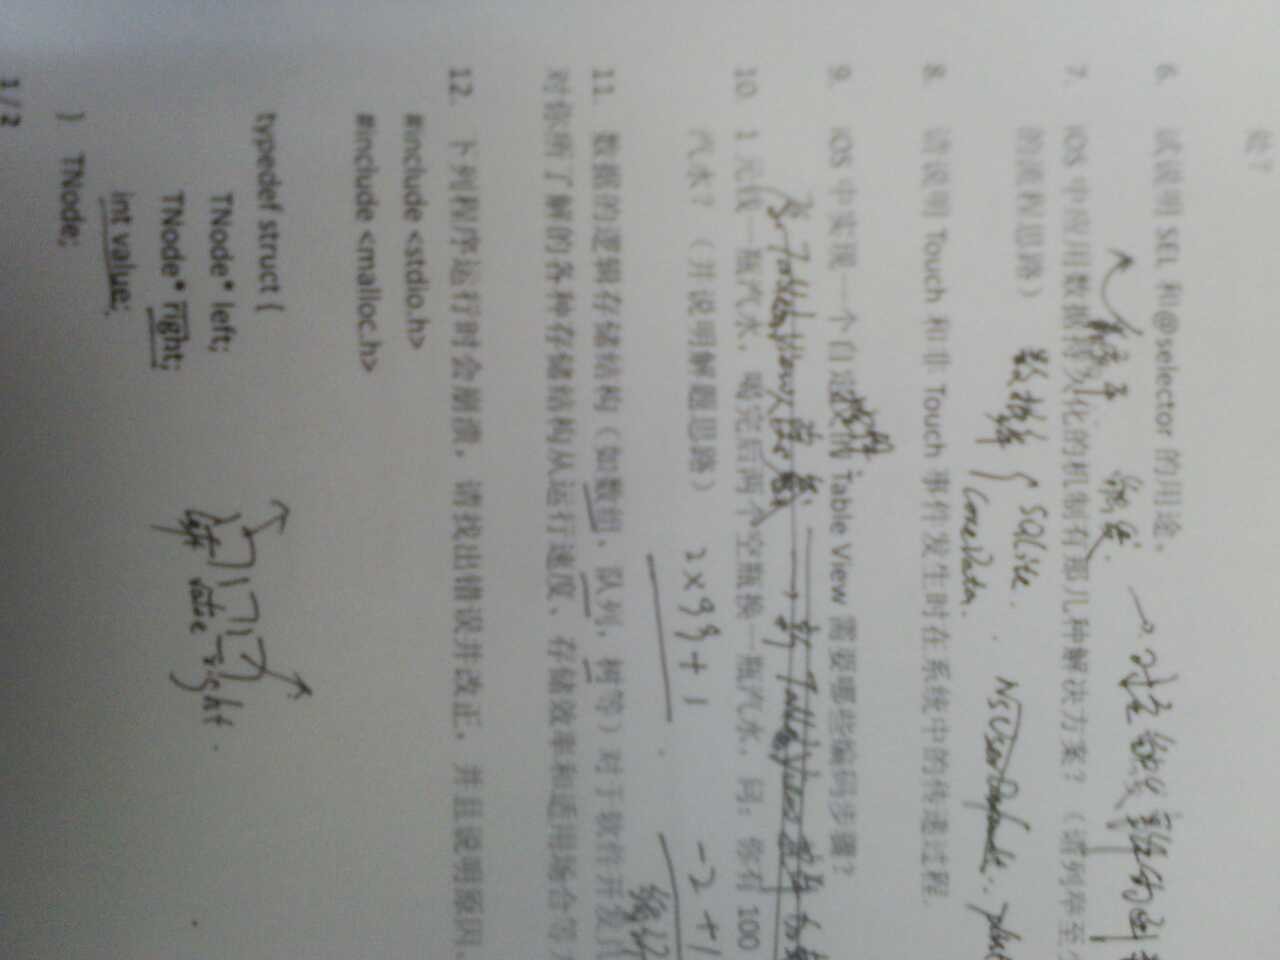 处？
6. 试说明 SEL 和@selector 的用途。
线程
7. iOS 中应用数据持久化的机制有那几种解决方案？（请列举至
的流程思路）
数据库 { SQLite.
CoreData.
NSUserDefaults.
8. 请说明 Touch 和非 Touch 事件发生时在系统中的传递过程.
9. iOS 中实现一个自定义的 Table View 需要哪些编码步骤？
10. 1 元钱一瓶汽水，喝完后两个空瓶换一瓶汽水，问：你有 100
汽水？（并说明解题思路） 2×99+1 -2+1
11. 数据的逻辑存储结构（如数组，队列，树等）对于软件开发具
对你所了解的各种存储结构从运行速度、存储效率和适用场合等
12. 下列程序运行时会崩溃，请找出错误并改正，并且说明原因。
#include <stdio.h>
#include <malloc.h>
typedef struct {
TNode* left;
TNode* right;
int value;
} TNode;
left value right.
1 / 2